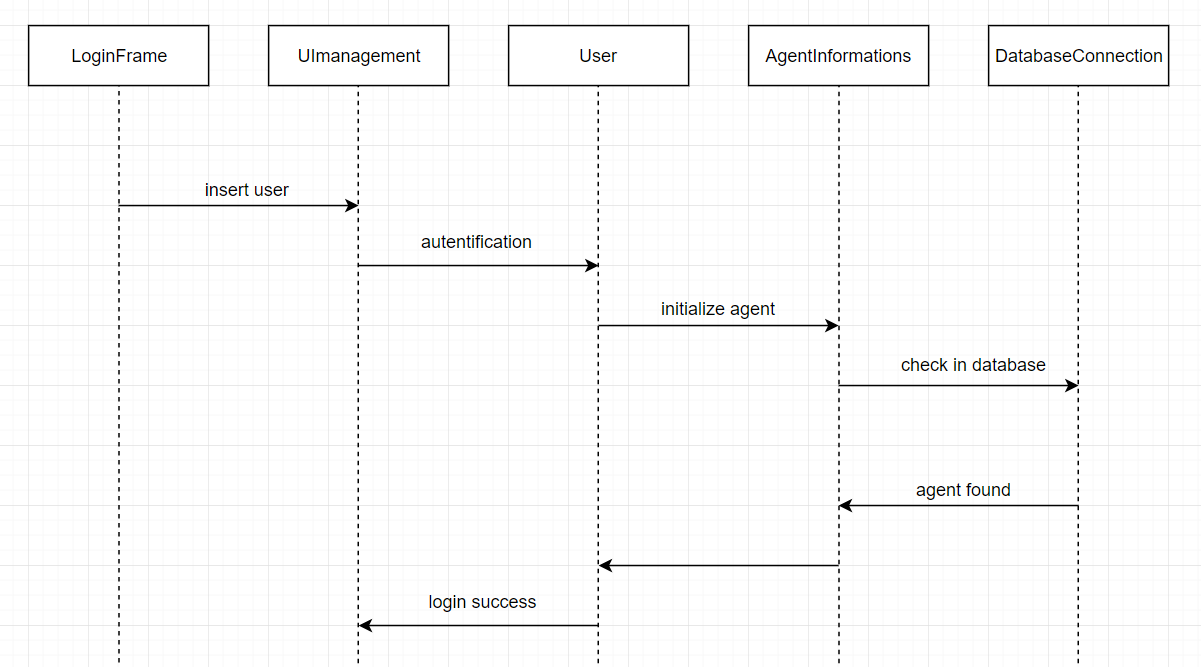 LoginFrame
UImanagement
User
AgentInformations
DatabaseConnection
insert user
autentification
initialize agent
check in database
agent found
login success